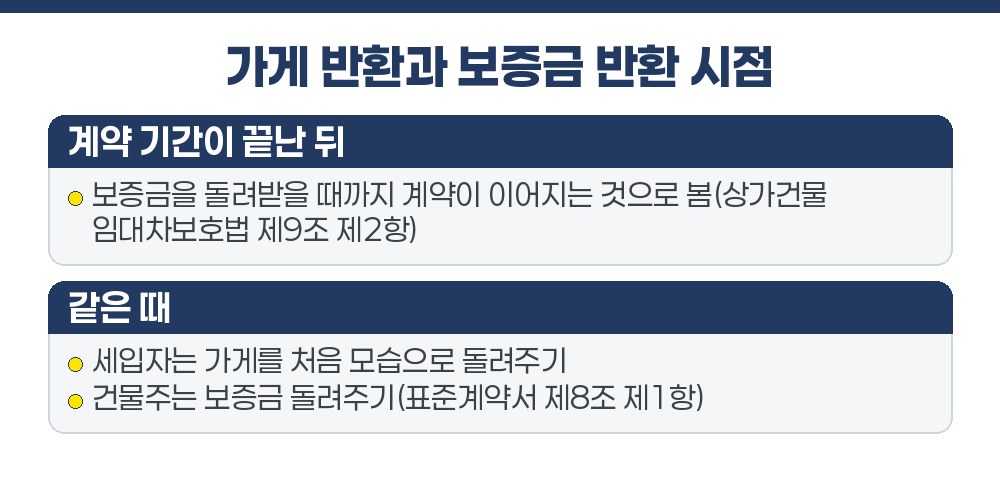 가게 반환과 보증금 반환 시점
계약 기간이 끝난 뒤
보증금을 돌려받을 때까지 계약이 이어지는 것으로 봄(상가건물
임대차보호법 제9조 제2항)
같은 때
세입자는 가게를 처음 모습으로 돌려주기
건물주는 보증금 돌려주기(표준계약서 제8조 제1항)